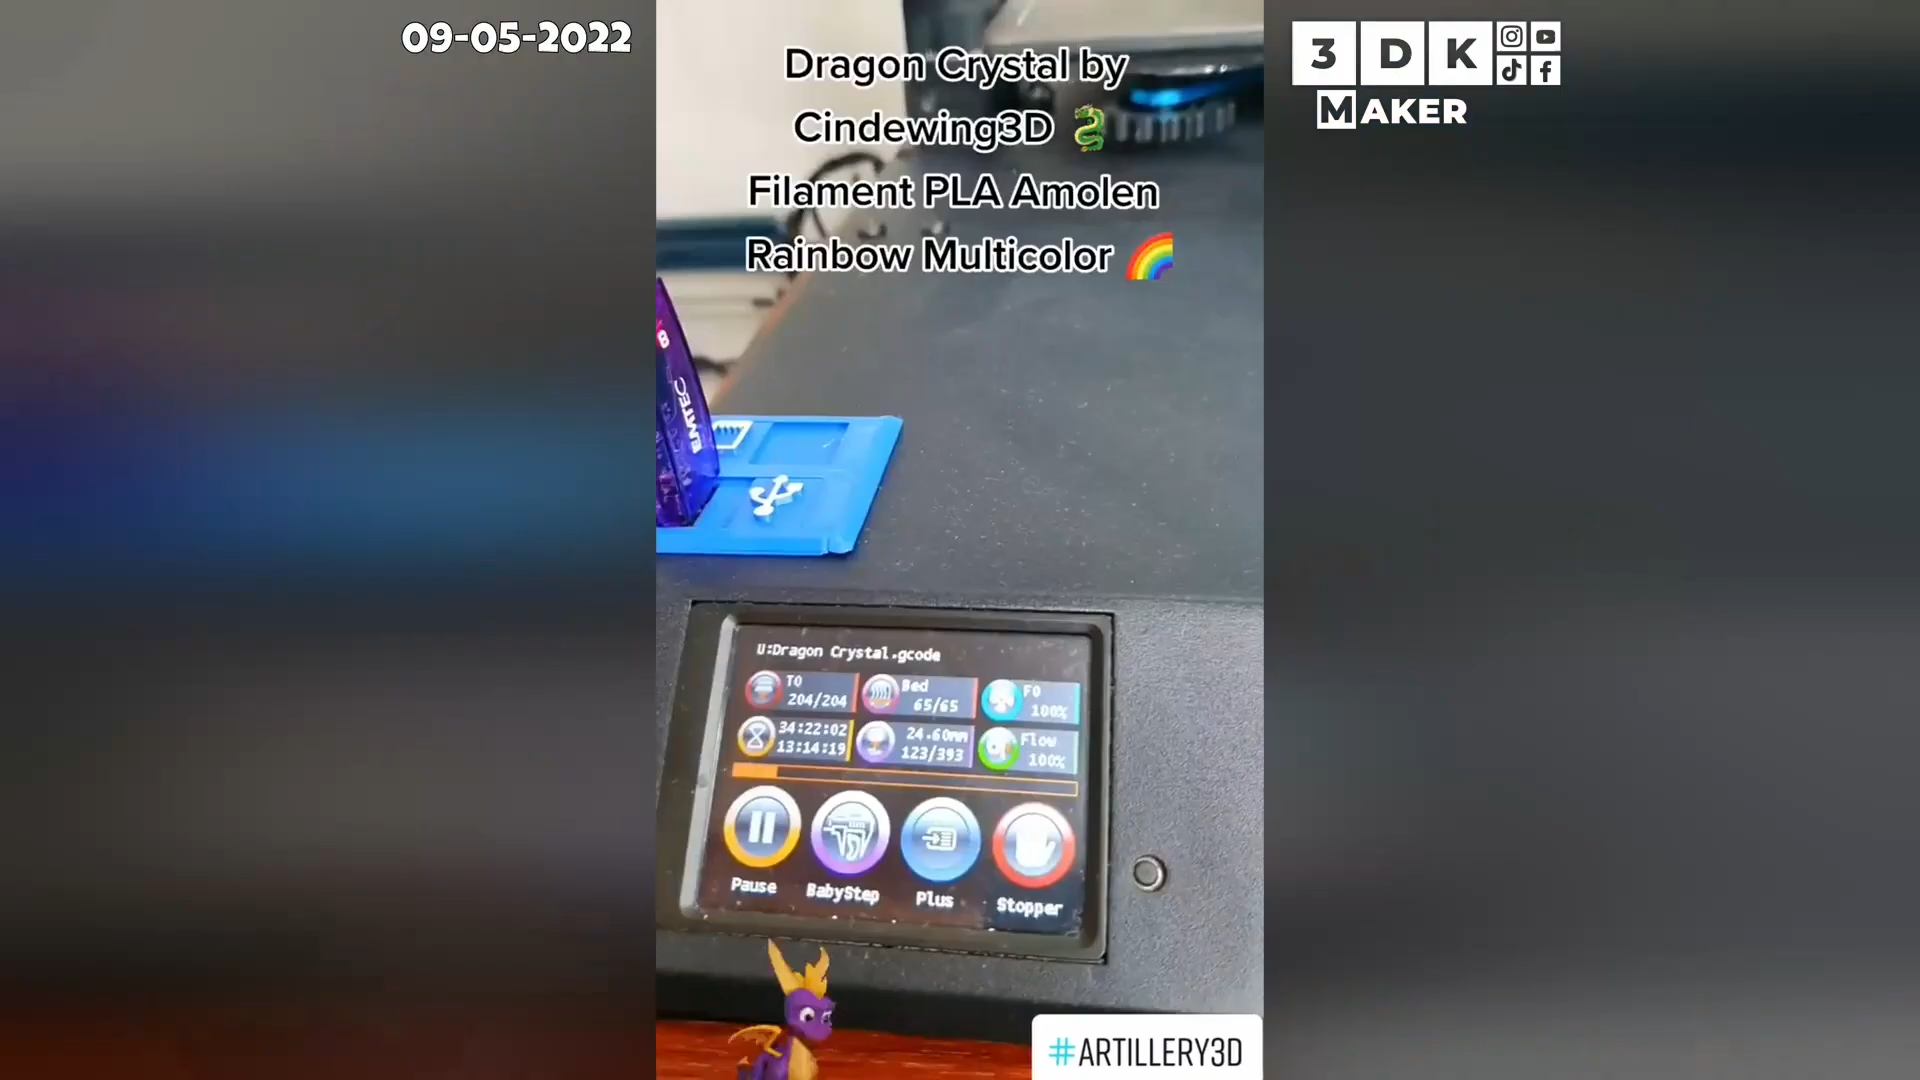 09-05-2022
Dragon Crystal by
Cindewing3D
Filament PLA Amolen
Rainbow Multicolor
3DK
MAKER
EMTEC
U:Dragon Crystal.gcode
T0
204/204
Bed
65/65
F0
100%
34:22:02
13:14:19
24.60mm
123/393
Flow
100%
Pause
BabyStep
Plus
Stopper
#ARTILLERY3D